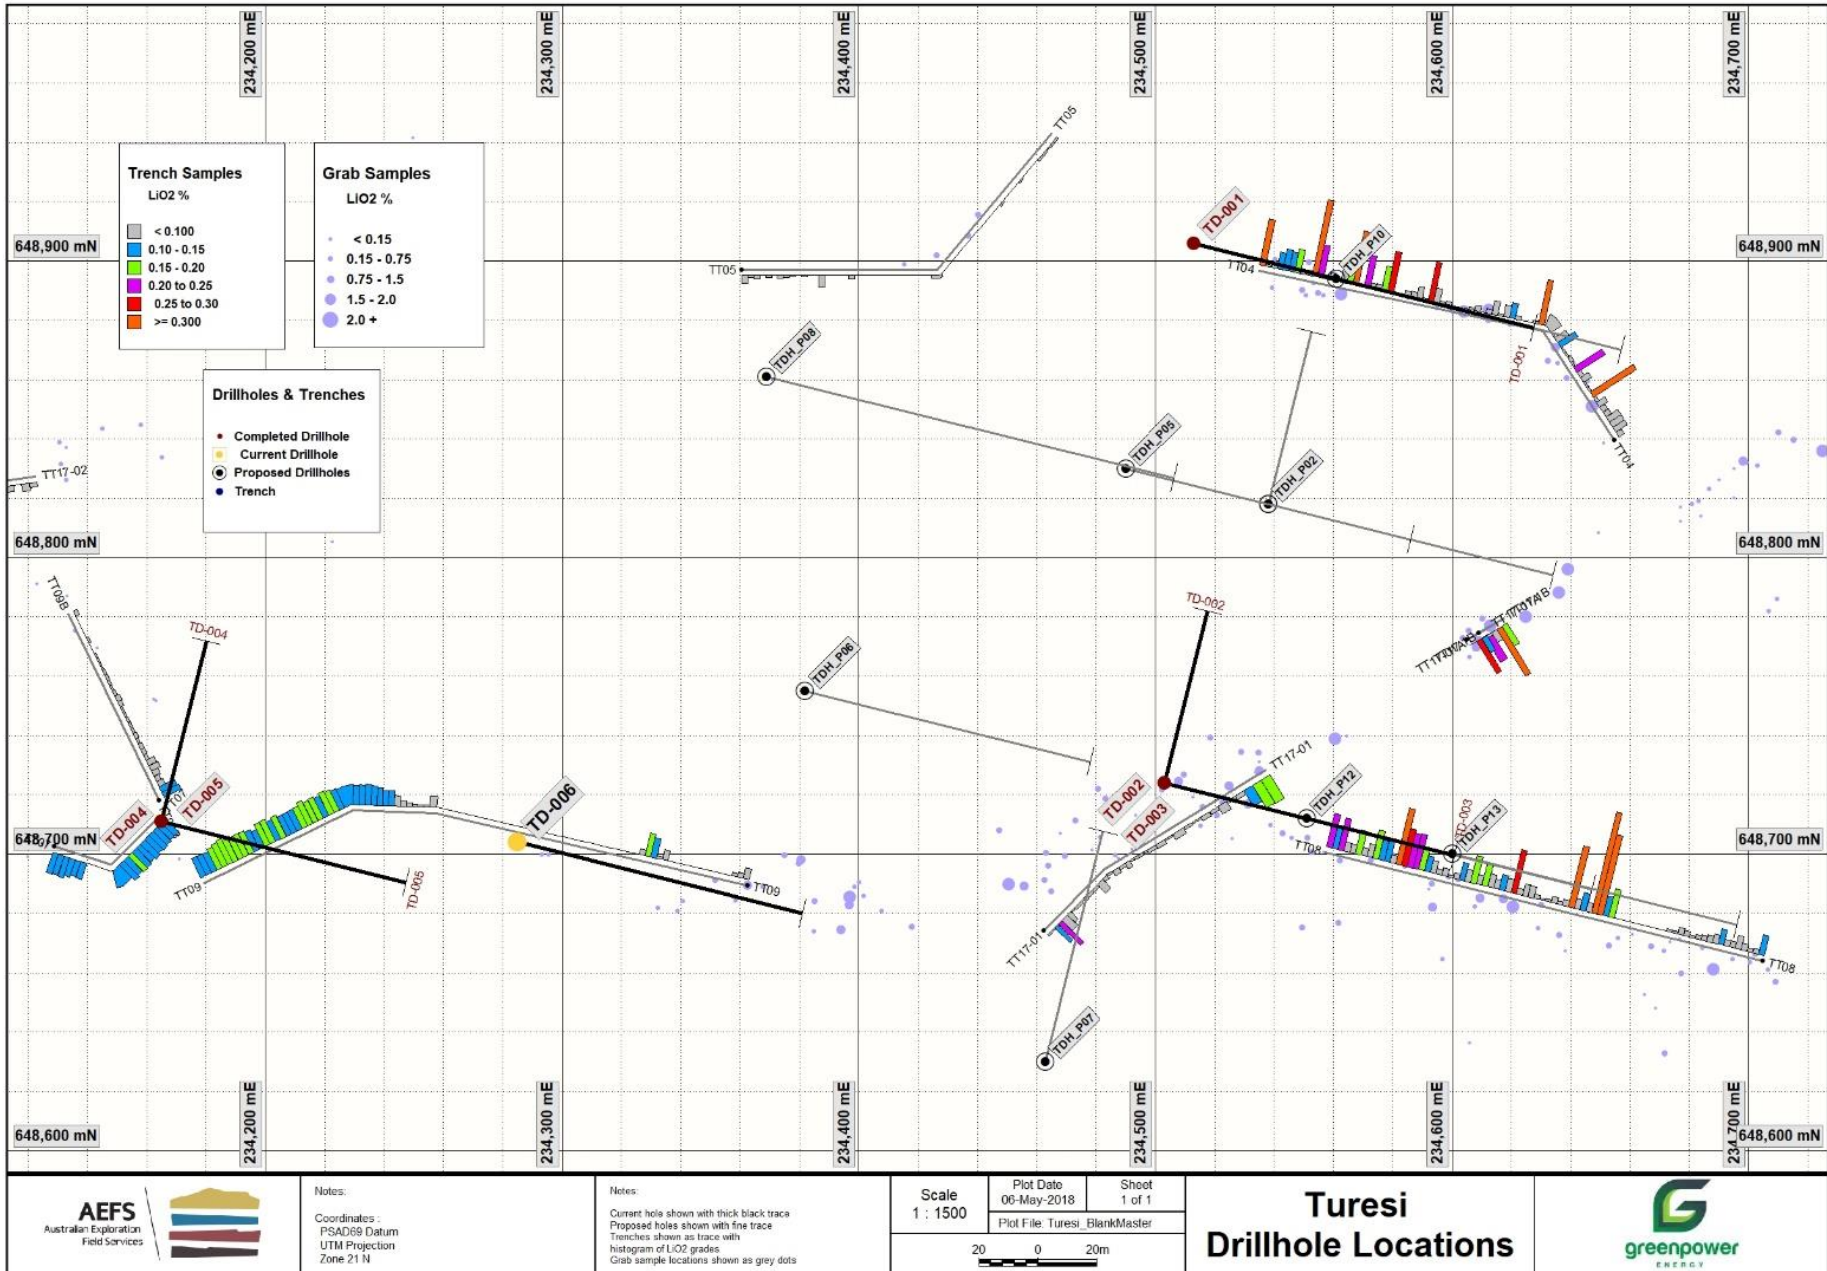 234,200 mE
234,300 mE
234,400 mE
234,500 mE
234,600 mE
234,700 mE
TT05
Trench Samples
LiO2 %
< 0.100
0.10 - 0.15
0.15 - 0.20
0.20 to 0.25
0.25 to 0.30
>= 0.300
Grab Samples
LiO2 %
< 0.15
0.15 - 0.75
0.75 - 1.5
1.5 - 2.0
2.0 +
TD-001
648,900 mN
TDH_P10
648,900 mN
TT05
TT04
TDH_P08
TD-001
Drillholes & Trenches
Completed Drillhole
Current Drillhole
Proposed Drillholes
Trench
TDH_P05
TDH_P02
TT04
TT17-02
648,800 mN
648,800 mN
TT09B
TD-004
TD-002
TDH_P06
TT17-01
TD-004
TD-005
TD-006
TD-002
TD-003
TDH_P12
TD-003
TDH_P13
648,700 mN
648,700 mN
TT08
TT09
TD-005
TT09
TT17-01
TT08
TDH_P07
648,600 mN
648,600 mN
234,200 mE
234,300 mE
234,400 mE
234,500 mE
234,600 mE
234,700 mE
AEFS
Australian Exploration
Field Services
Notes:
Coordinates :
PSAD69 Datum
UTM Projection
Zone 21 N
Notes:
Current hole shown with thick black trace
Proposed holes shown with fine trace
Trenches shown as trace with
histogram of LiO2 grades
Grab sample locations shown as grey dots
Scale
1 : 1500
Plot Date
06-May-2018
Sheet
1 of 1
Plot File: Turesi_BlankMaster
20 0 20m
Turesi
Drillhole Locations
greenpower
ENERGY